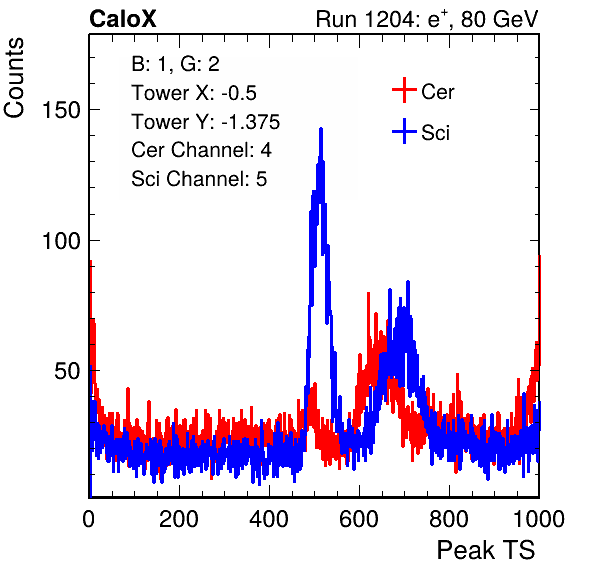 CaloX Run 1204: e⁺, 80 GeV
B: 1, G: 2
Tower X: -0.5
Tower Y: -1.375
Cer Channel: 4
Sci Channel: 5
Cer
Sci
Counts
150
100
50
0 200 400 600 800 1000
Peak TS